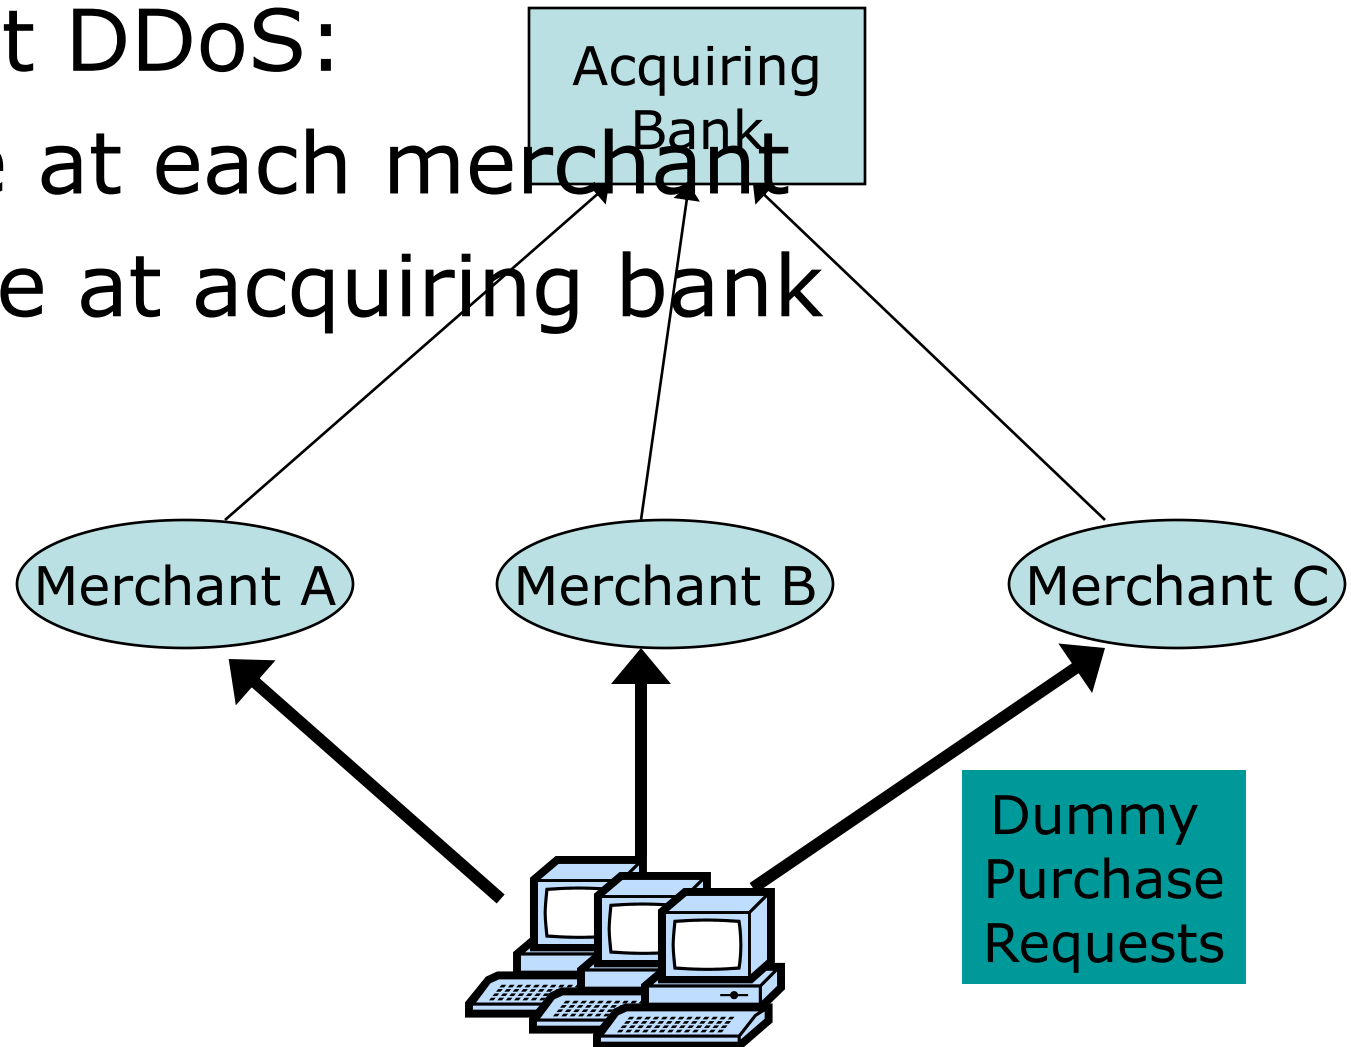 t DDoS:
e at each merchant
e at acquiring bank
Acquiring
Bank
Merchant A
Merchant B
Merchant C
Dummy
Purchase
Requests